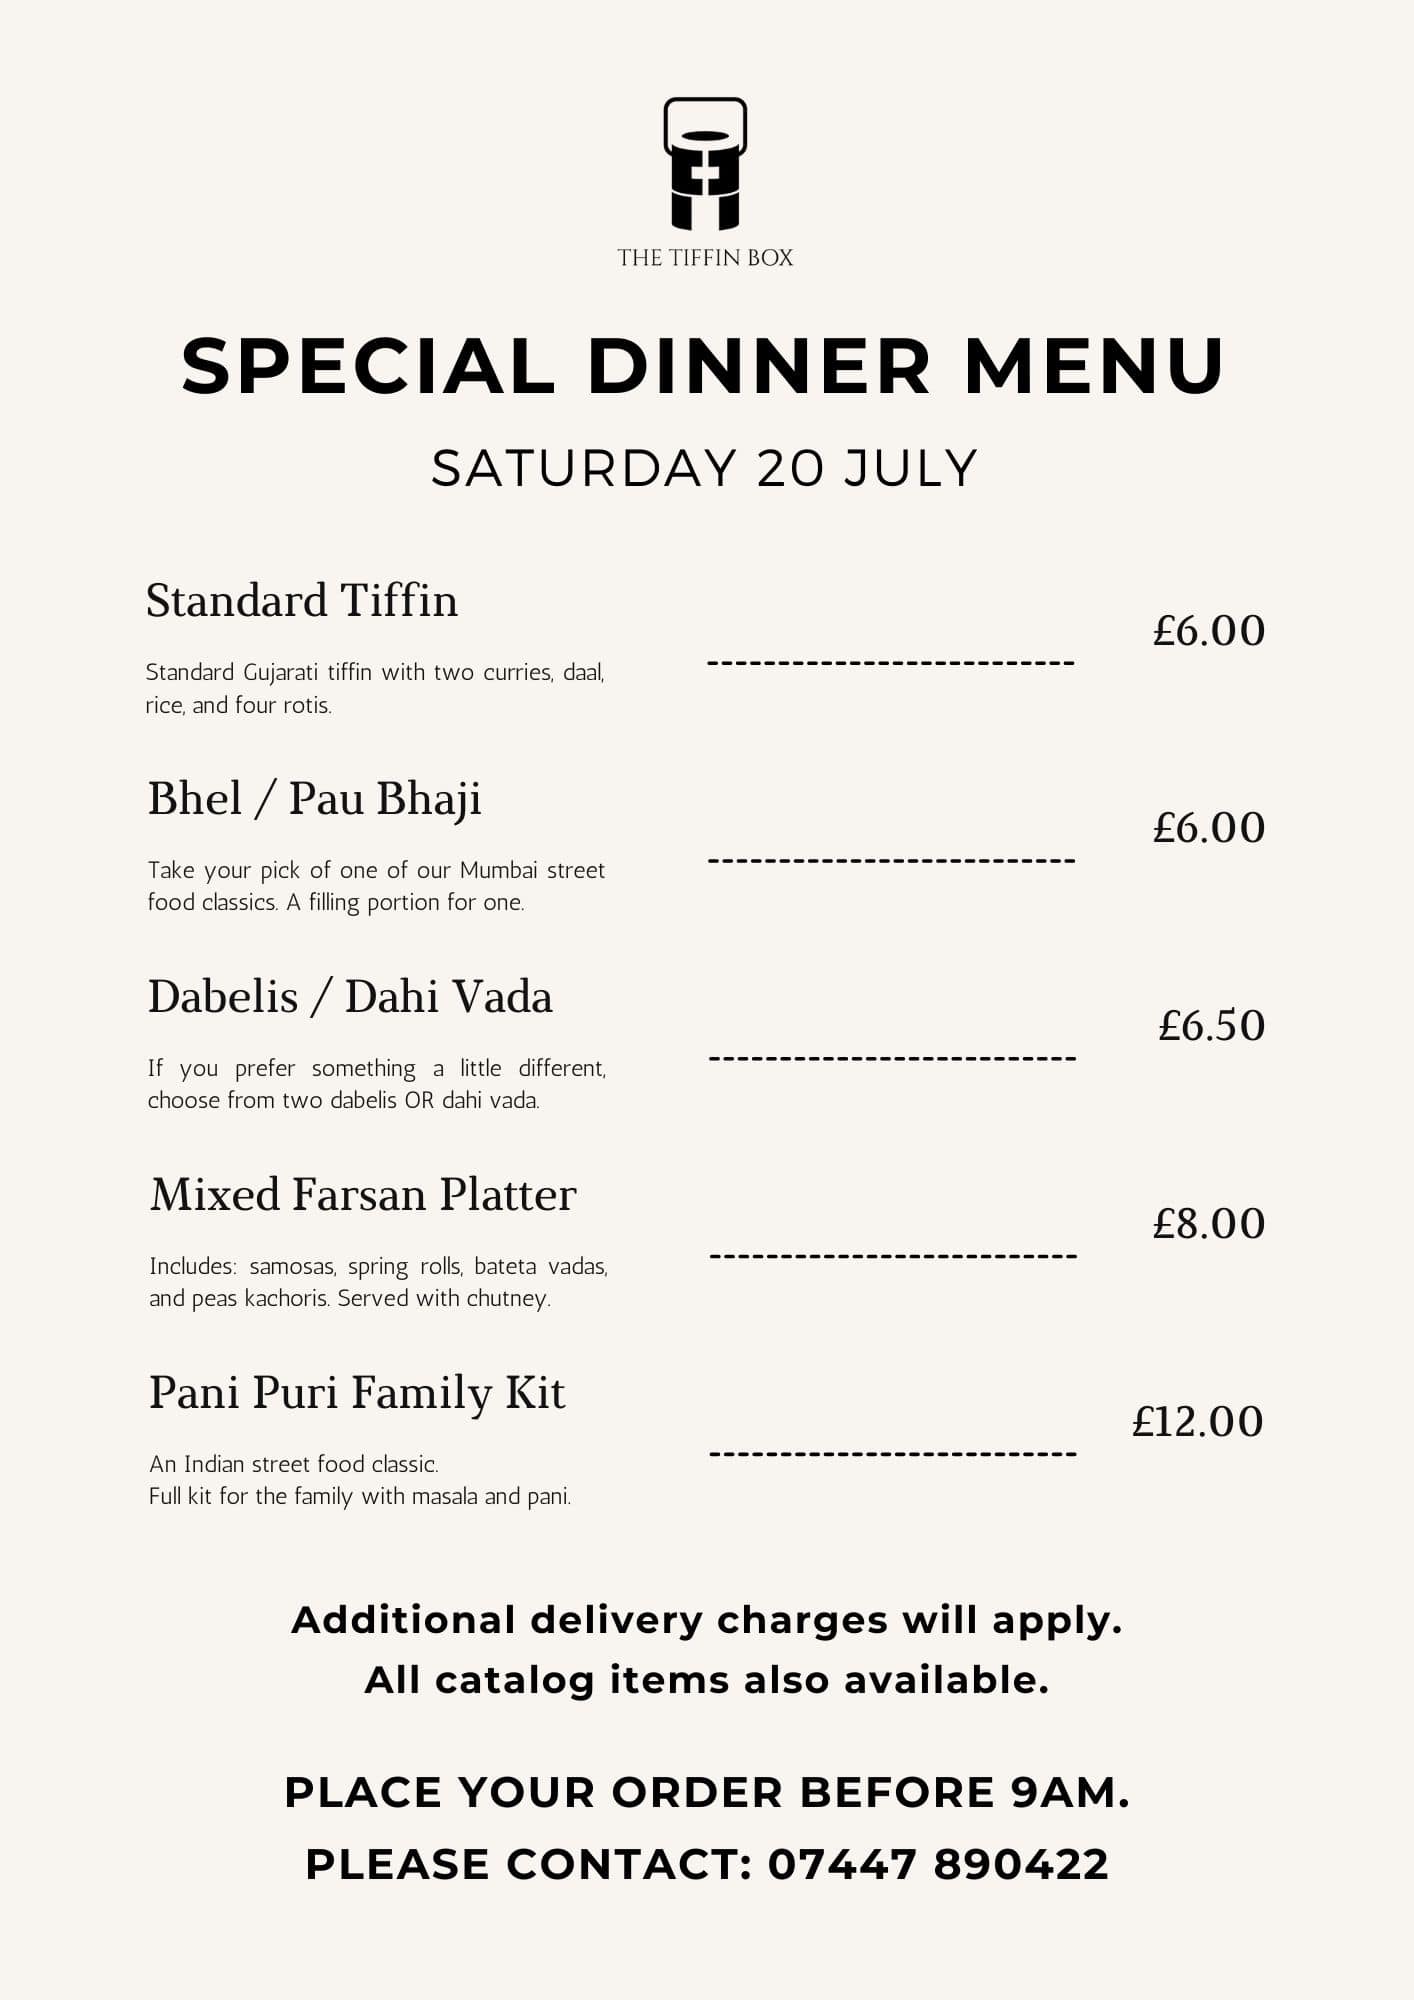 THE TIFFIN BOX
SPECIAL DINNER MENU
SATURDAY 20 JULY
Standard Tiffin
£6.00
Standard Gujarati tiffin with two curries, daal,
rice, and four rotis.
Bhel / Pau Bhaji
£6.00
Take your pick of one of our Mumbai street
food classics. A filling portion for one.
Dabelis / Dahi Vada
£6.50
If you prefer something a little different,
choose from two dabelis OR dahi vada.
Mixed Farsan Platter
£8.00
Includes: samosas, spring rolls, bateta vadas,
and peas kachoris. Served with chutney.
Pani Puri Family Kit
£12.00
An Indian street food classic.
Full kit for the family with masala and pani.
Additional delivery charges will apply.
All catalog items also available.
PLACE YOUR ORDER BEFORE 9AM.
PLEASE CONTACT: 07447 890422